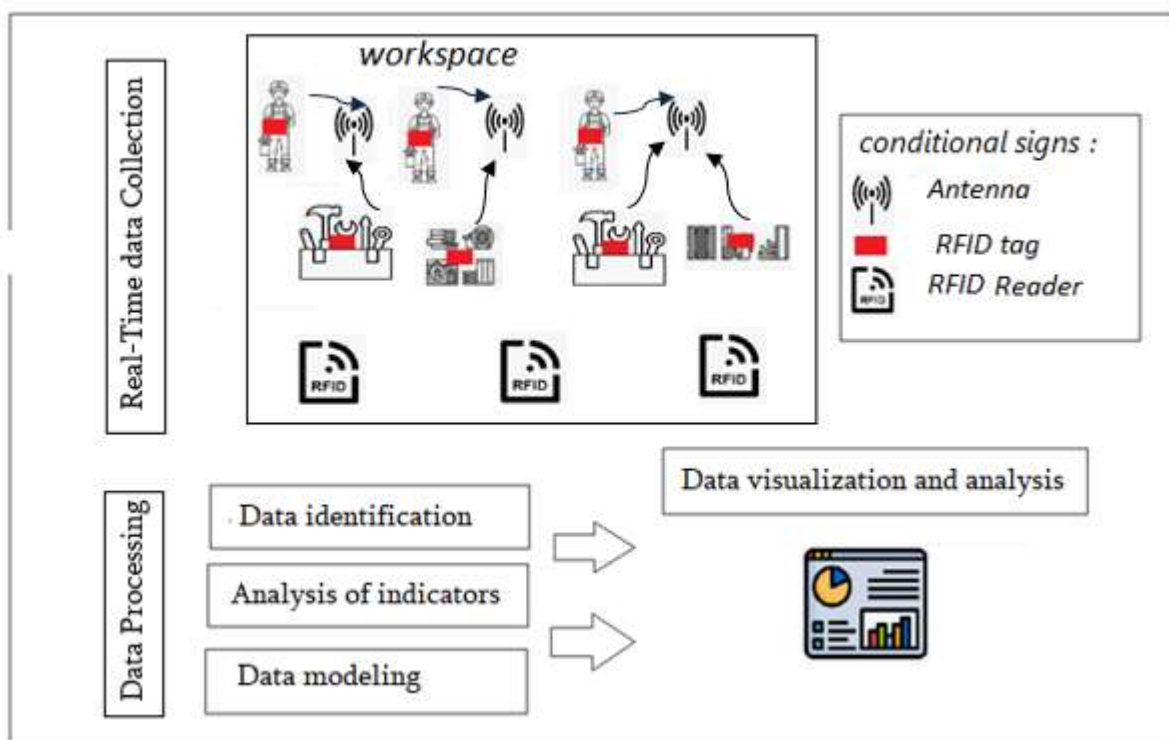 Real-Time data Collection
workspace
RFID
RFID
RFID
conditional signs :
Antenna
RFID tag
RFID
RFID Reader
Data Processing
Data identification
Analysis of indicators
Data modeling
Data visualization and analysis